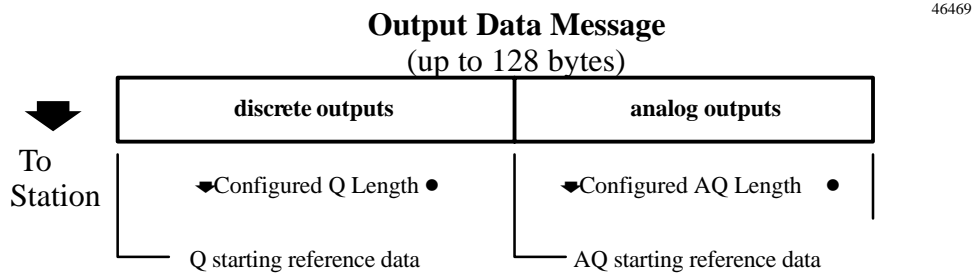 46469
Output Data Message
(up to 128 bytes)
discrete outputs analog outputs
To
Station
Configured Q Length ● Configured AQ Length ●
Q starting reference data AQ starting reference data